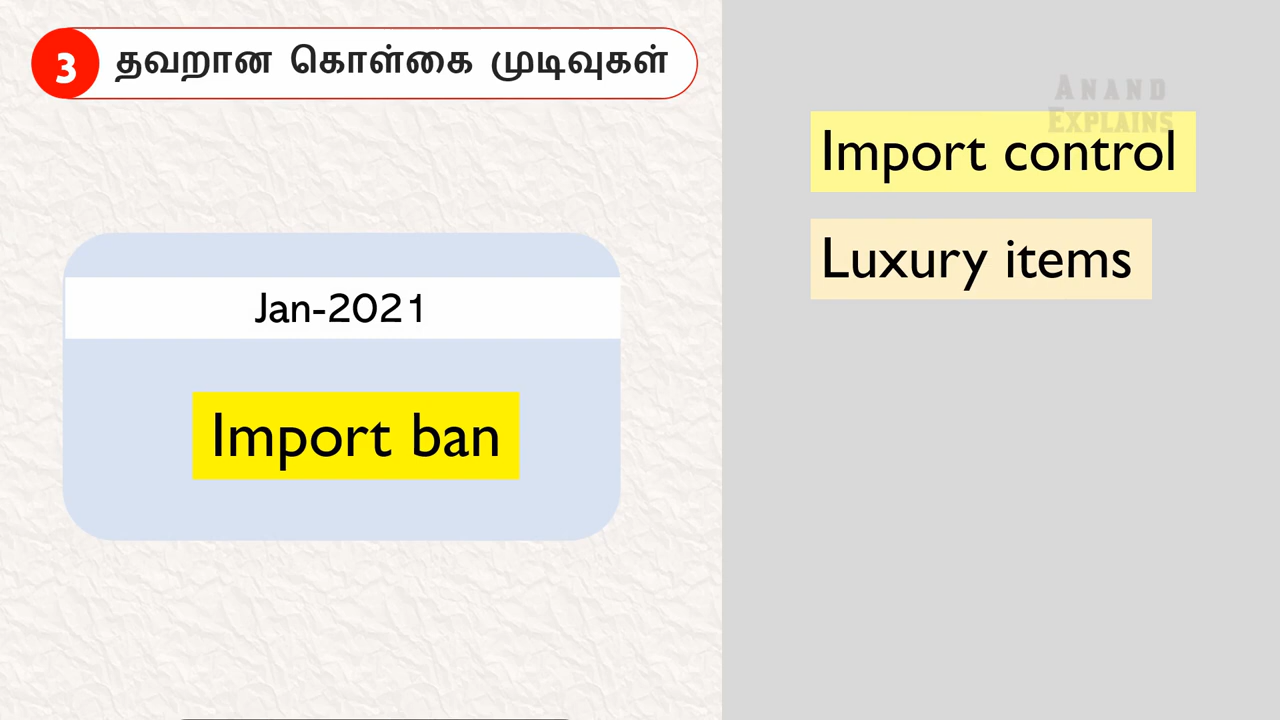 3 தவறான கொள்கை முடிவுகள்
Jan-2021
Import ban
ANAND
EXPLAINS
Import control
Luxury items